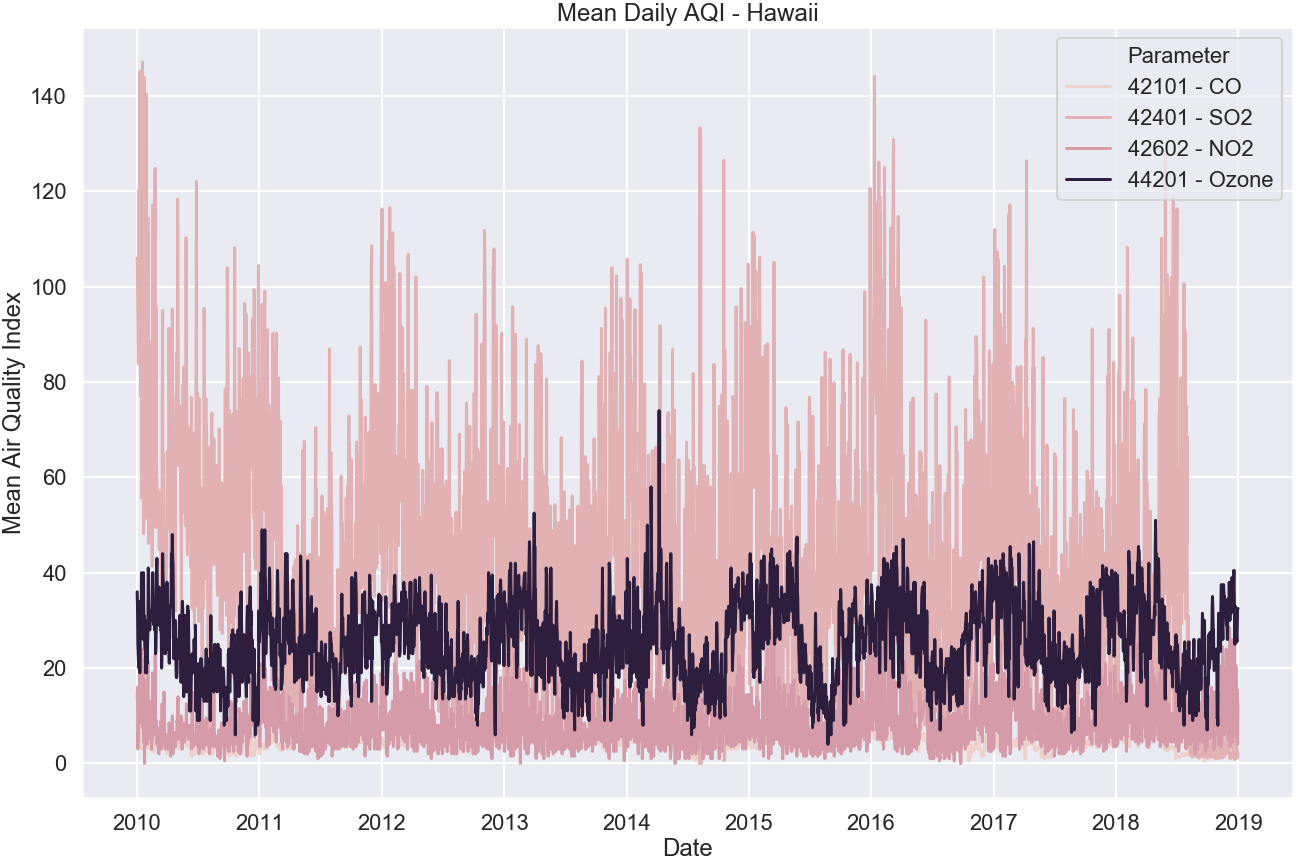 Mean Daily AQI - Hawaii
Parameter
42101 - CO
42401 - SO2
42602 - NO2
44201 - Ozone
Mean Air Quality Index
140
120
100
80
60
40
20
0
2010 2011 2012 2013 2014 2015 2016 2017 2018 2019
Date